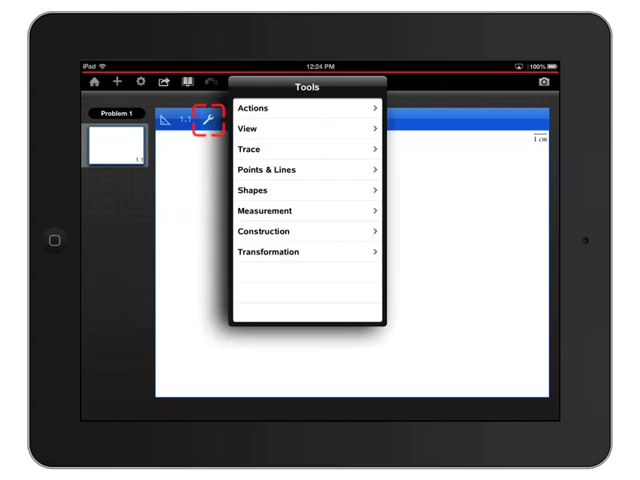 iPad 12:24 PM 100%
Tools
Problem 1
1.1
1.1
1 cm
Actions
View
Trace
Points & Lines
Shapes
Measurement
Construction
Transformation